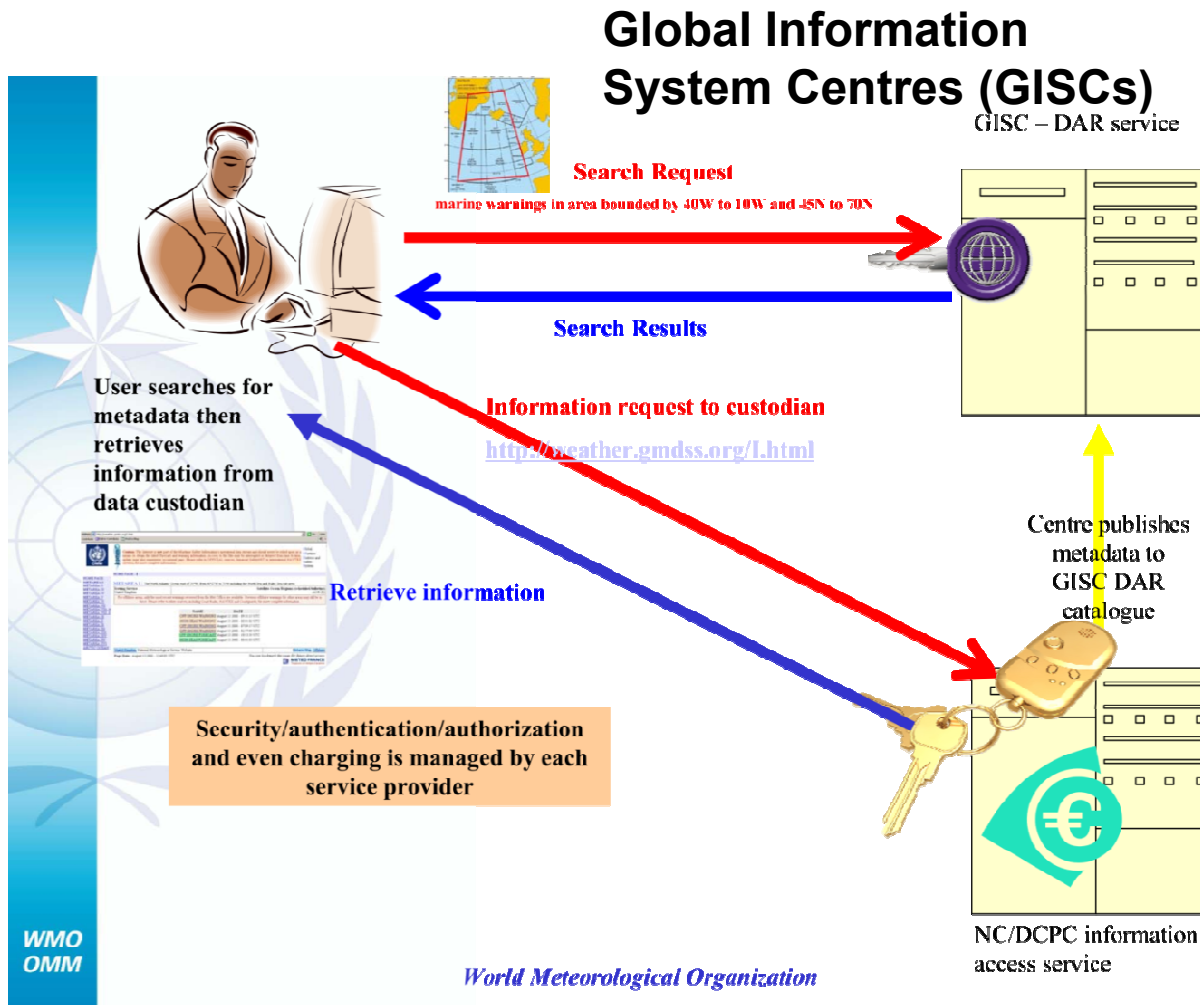 Global Information
System Centres (GISCs)
GISC – DAR service
Search Request
marine warnings in area bounded by 40W to 10W and 45N to 70N
Search Results
User searches for
metadata then
retrieves
information from
data custodian
Information request to custodian
http://weather.gmdss.org/I.html
Centre publishes
metadata to
GISC DAR
catalogue
Retrieve information
Security/authentication/authorization
and even charging is managed by each
service provider
€
NC/DCPC information
access service
WMO
OMM
World Meteorological Organization